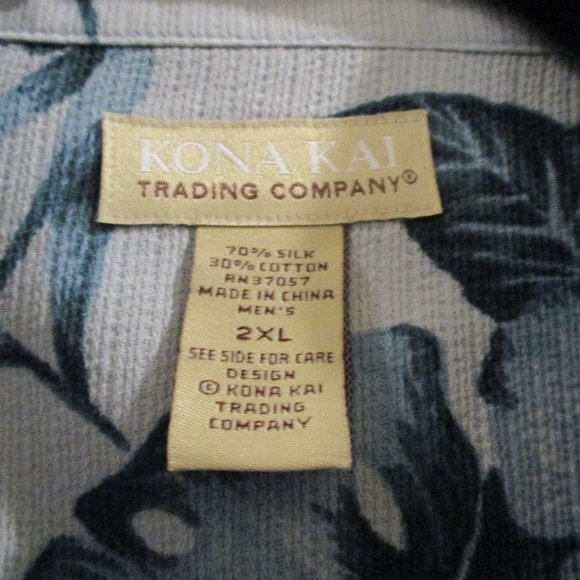 KONA KAI
TRADING COMPANY®
70% SILK
30% COTTON
RN37057
MADE IN CHINA
MEN'S
2XL
SEE SIDE FOR CARE
DESIGN
© KONA KAI
TRADING
COMPANY